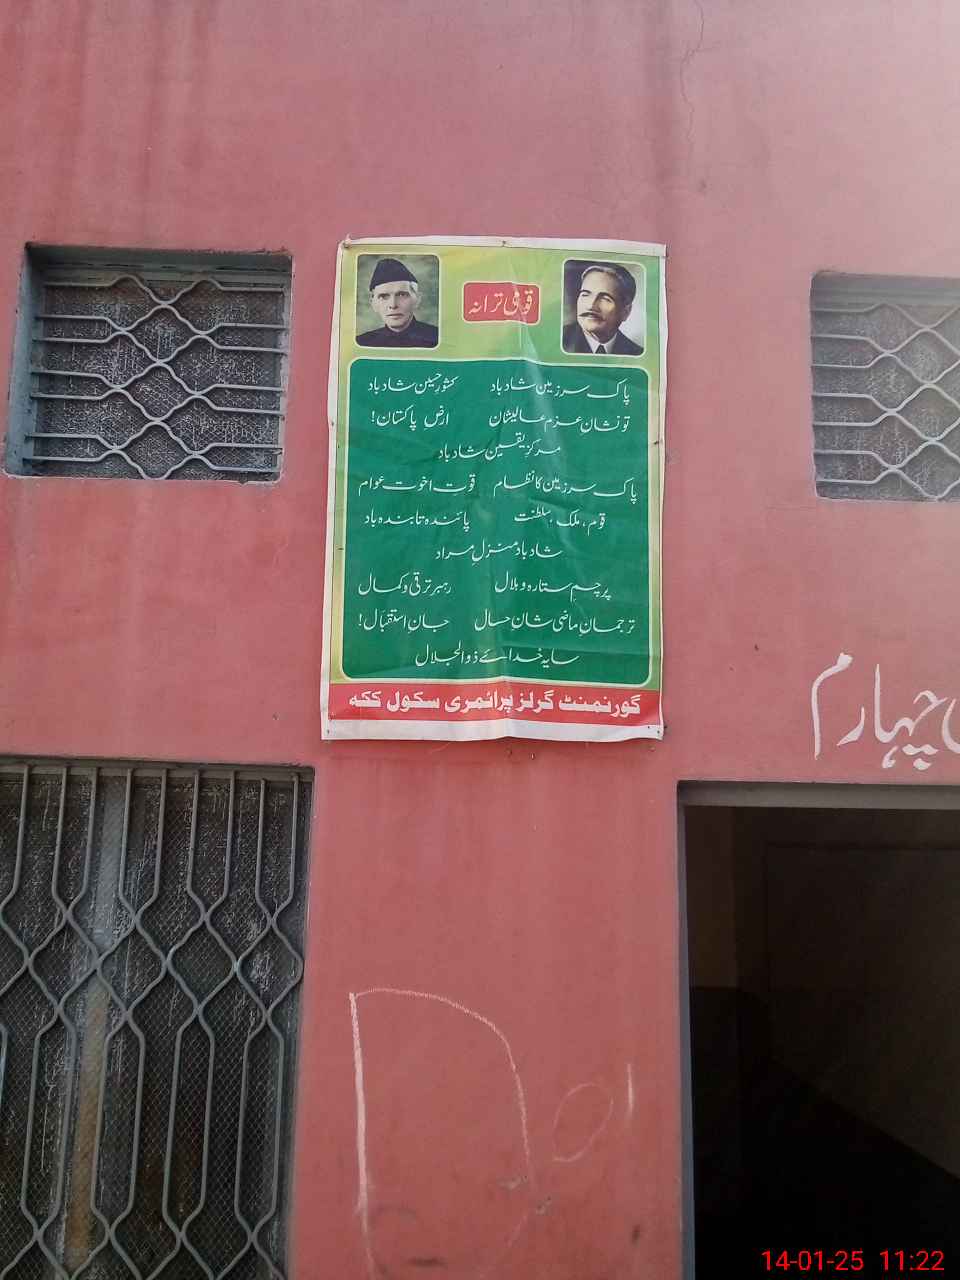 قومی ترانہ
پاک سرزمین شاد باد کشورِ حسین شاد باد
تو نشانِ عزم عالیشان ارضِ پاکستان!
مرکزِ یقین شاد باد
پاک سرزمین کا نظام قوت اخوت عوام
قوم، ملک، سلطنت پائندہ تابندہ باد
شاد باد منزلِ مراد
پرچم ستارہ و ہلال رہبر ترقی و کمال
ترجمانِ ماضی شانِ حال جانِ استقبال!
سایہ خدائے ذوالجلال
گورنمنٹ گرلز پرائمری سکول ککہ
چہارم
14-01-25 11:22